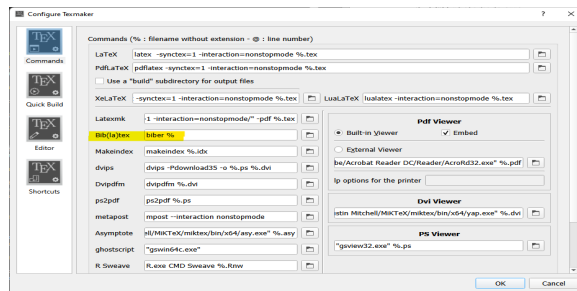 Configure Texmaker
? X
Commands
Quick Build
Editor
Shortcuts
Commands (% : filename without extension - @ : line number)
LaTeX latex -synctex=1 -interaction=nonstopmode %.tex
PdfLaTeX pdflatex -synctex=1 -interaction=nonstopmode %.tex
Use a "build" subdirectory for output files
XeLaTeX -synctex=1 -interaction=nonstopmode %.tex LuaLaTeX lualatex -interaction=nonstopmode %.tex
Latexmk -1 -interaction=nonstopmode/" -pdf %.tex
Bib(la)tex biber %
Makeindex makeindex %.idx
dvips dvips -Pdownload35 -o %.ps %.dvi
Dvipdfm dvipdfm %.dvi
ps2pdf ps2pdf %.ps
metapost mpost --interaction nonstopmode
Asymptote ell/MiKTeX/miktex/bin/x64/asy.exe" %.asy
ghostscript "gswin64c.exe"
R Sweave R.exe CMD Sweave %.Rnw
Pdf Viewer
Built-in Viewer Embed
External Viewer
be/Acrobat Reader DC/Reader/AcroRd32.exe" %.pdf
lp options for the printer
Dvi Viewer
istin Mitchell/MiKTeX/miktex/bin/x64/yap.exe" %.dvi
PS Viewer
"gsview32.exe" %.ps
OK Cancel